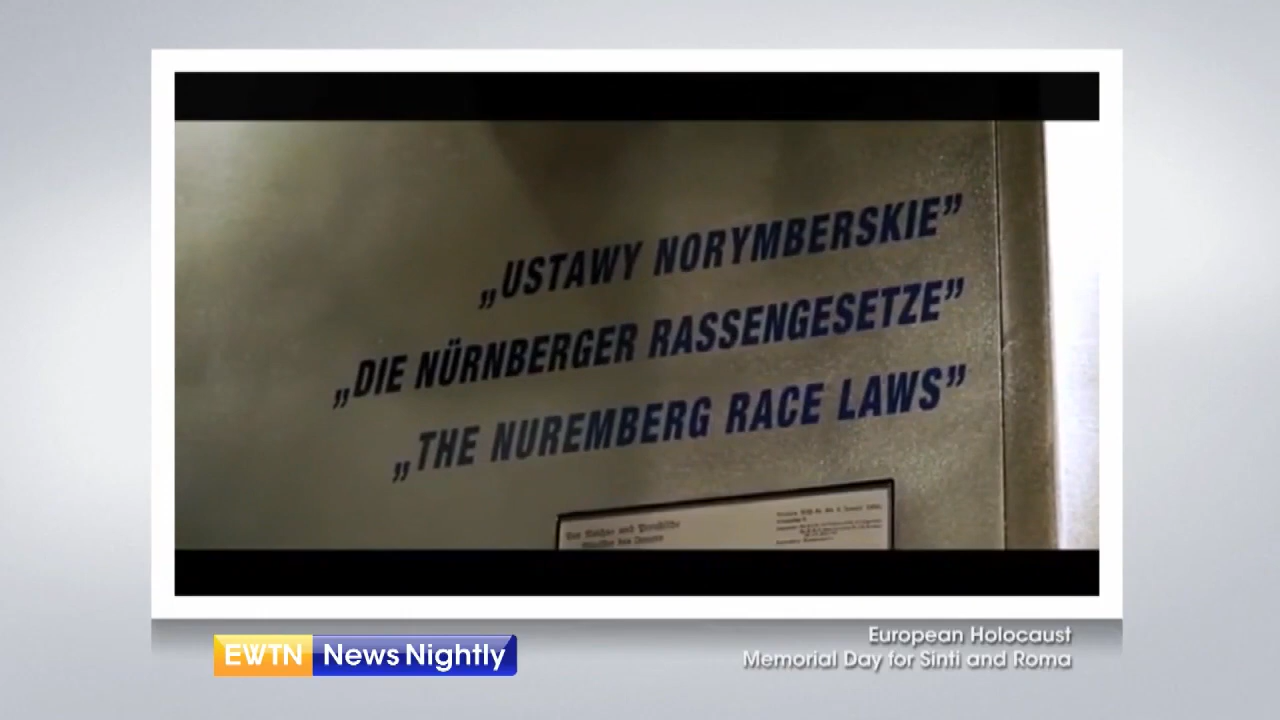 „USTAWY NORYMBERSKIE”
„DIE NÜRNBERGER RASSENGESETZE”
„THE NUREMBERG RACE LAWS”
EWTN News Nightly
European Holocaust
Memorial Day for Sinti and Roma